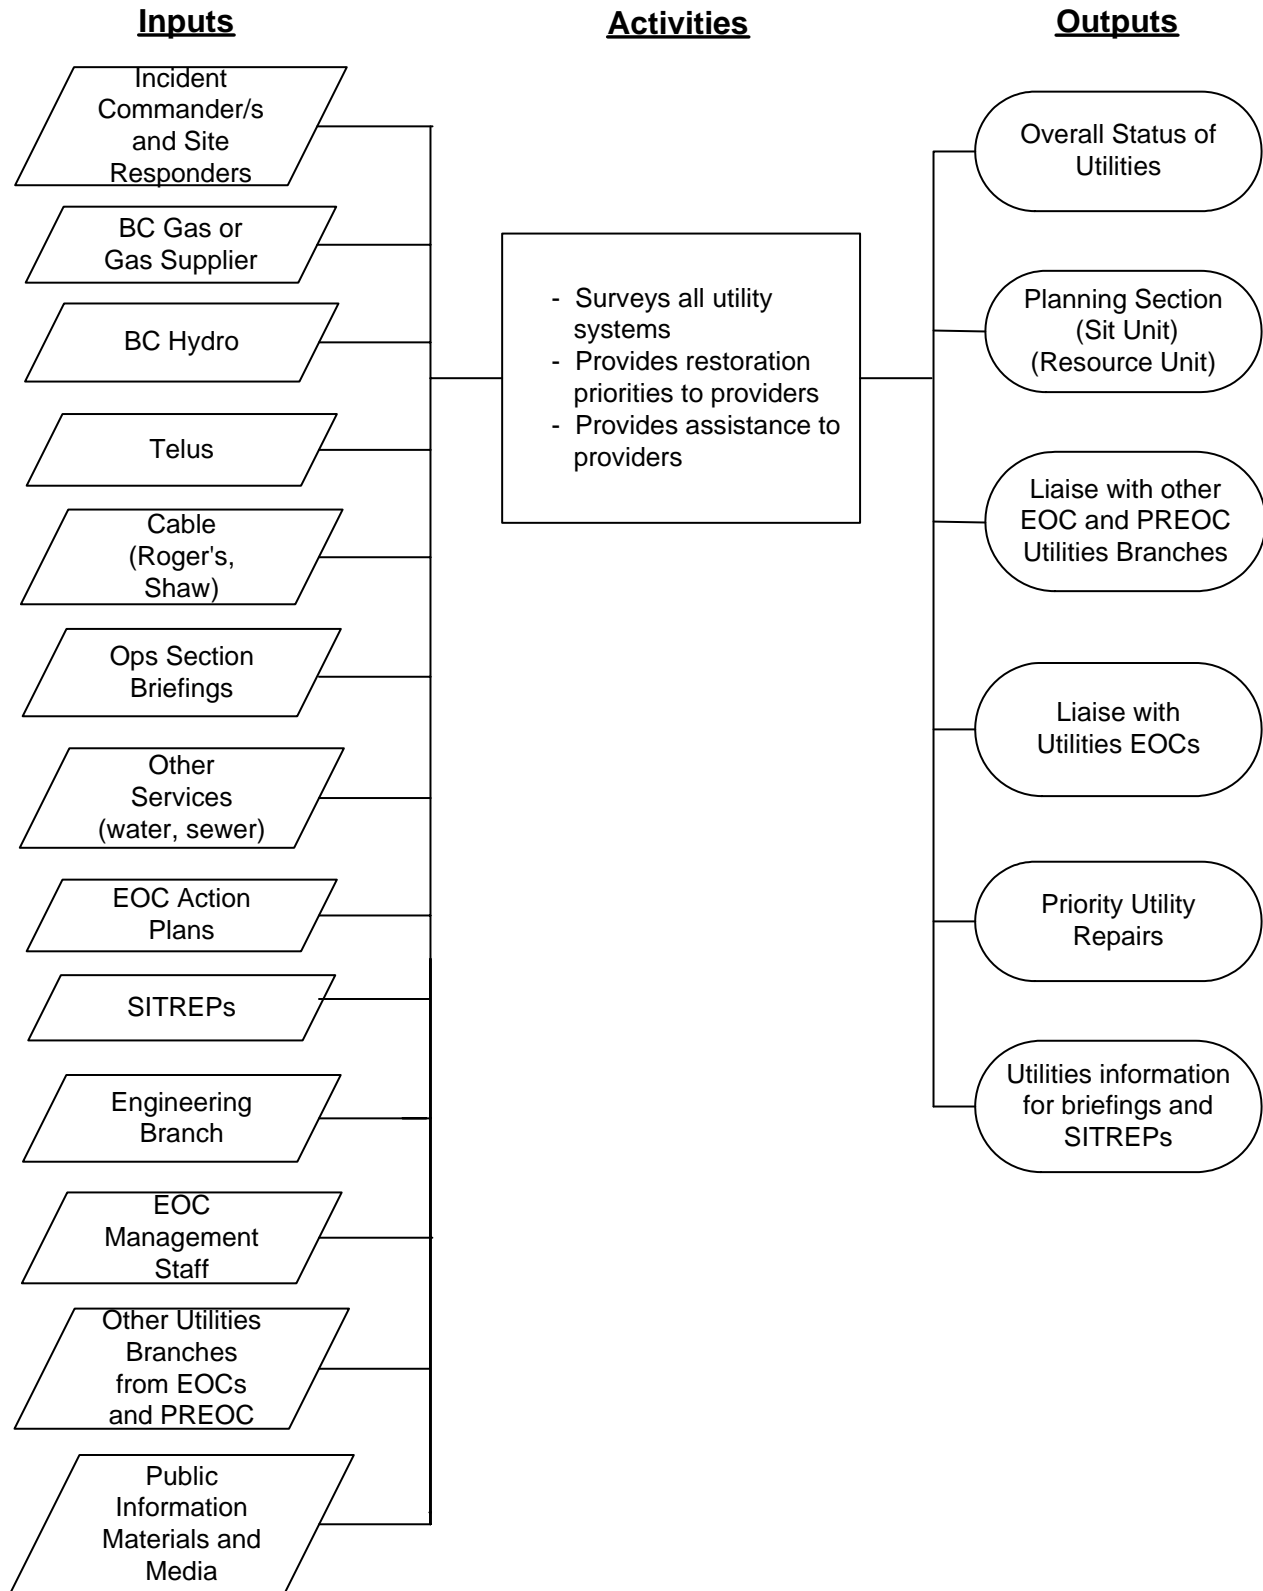 Inputs
Activities
Outputs
Incident
Commander/s
and Site
Responders
BC Gas or
Gas Supplier
BC Hydro
Telus
Cable
(Roger's,
Shaw)
Ops Section
Briefings
Other
Services
(water, sewer)
EOC Action
Plans
SITREPs
Engineering
Branch
EOC
Management
Staff
Other Utilities
Branches
from EOCs
and PREOC
Public
Information
Materials and
Media
- Surveys all utility
systems
- Provides restoration
priorities to providers
- Provides assistance to
providers
Overall Status of
Utilities
Planning Section
(Sit Unit)
(Resource Unit)
Liaise with other
EOC and PREOC
Utilities Branches
Liaise with
Utilities EOCs
Priority Utility
Repairs
Utilities information
for briefings and
SITREPs